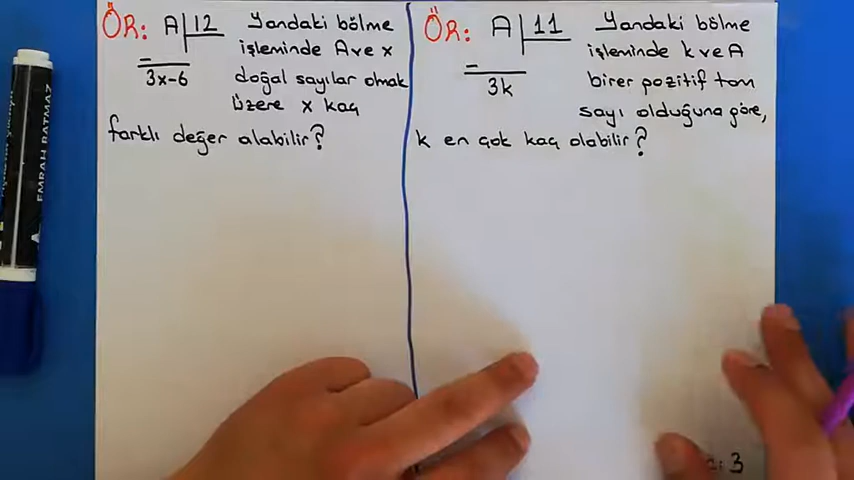 ÖR: A 12 Yandaki bölme
işleminde A ve x
3x-6 doğal sayılar olmak
üzere x kaç
farklı değer alabilir?
ÖR: A 11 Yandaki bölme
işleminde k ve A
3k birer pozitif tam
sayı olduğuna göre,
k en çok kaç olabilir?
: 3
EMRAH BATMAZ